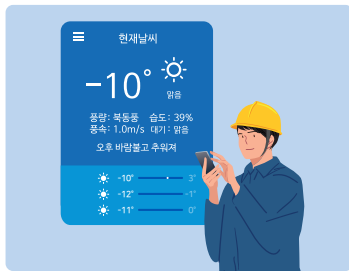 현재날씨
-10°
맑음
풍량: 북동풍 습도: 39%
풍속: 1.0m/s 대기: 맑음
오후 바람불고 추워져
-10° 3°
-12° -1°
-11° 0°